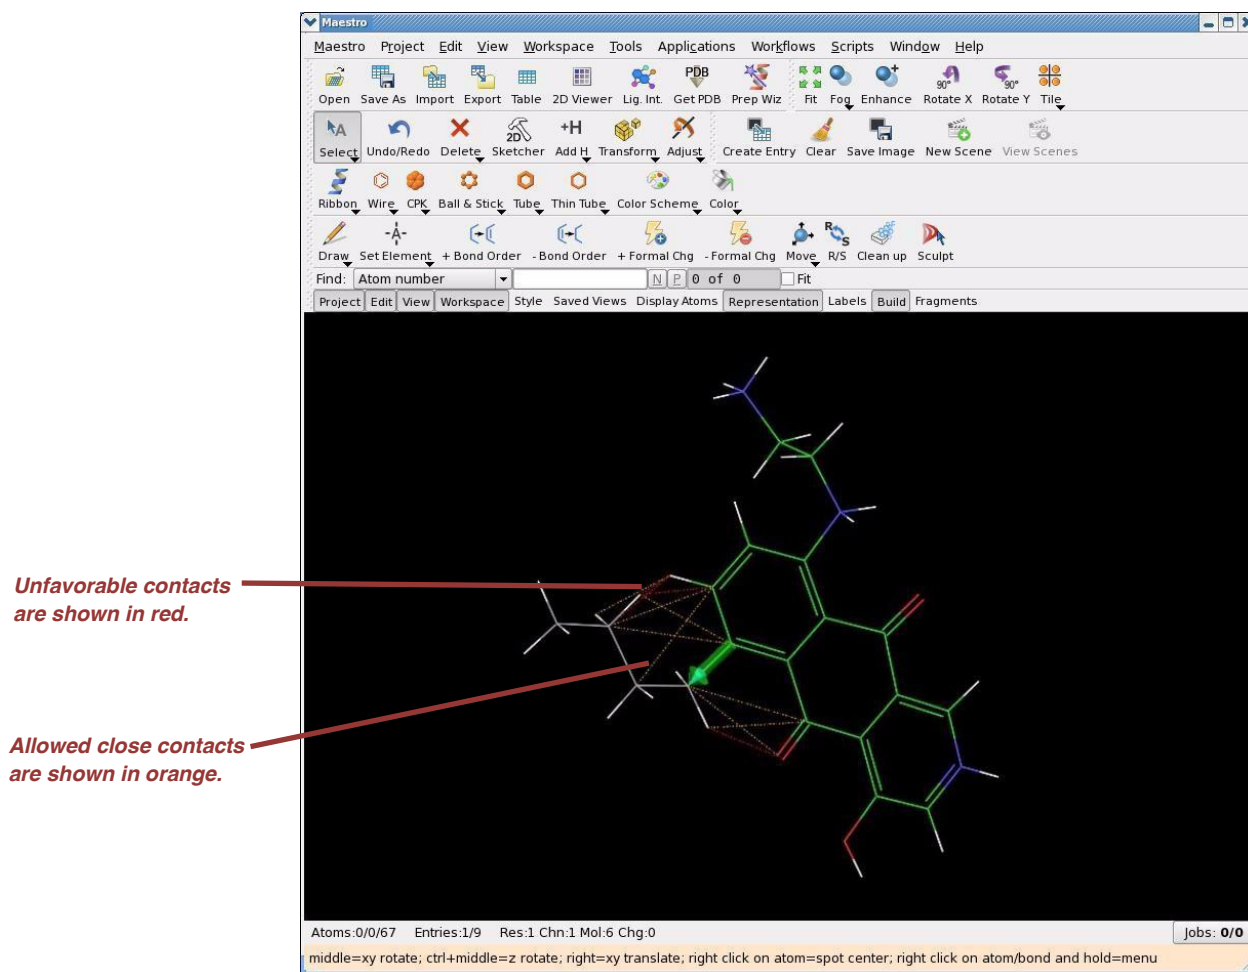 Maestro
Maestro Project Edit View Workspace Tools Applications Workflows Scripts Window Help
PDB 90° 90°
Open Save As Import Export Table 2D Viewer Lig. Int. Get PDB Prep Wiz Fit Fog Enhance Rotate X Rotate Y Tile
A 2D +H
Select Undo/Redo Delete Sketcher Add H Transform Adjust Create Entry Clear Save Image New Scene View Scenes
Ribbon Wire CPK Ball & Stick Tube Thin Tube Color Scheme Color
-A- R S
Draw Set Element + Bond Order - Bond Order + Formal Chg - Formal Chg Move R/S Clean up Sculpt
Find: Atom number N P 0 of 0 Fit
Project Edit View Workspace Style Saved Views Display Atoms Representation Labels Build Fragments
Unfavorable contacts
are shown in red.
Allowed close contacts
are shown in orange.
Atoms:0/0/67 Entries:1/9 Res:1 Chn:1 Mol:6 Chg:0 Jobs: 0/0
middle=xy rotate; ctrl+middle=z rotate; right=xy translate; right click on atom=spot center; right click on atom/bond and hold=menu